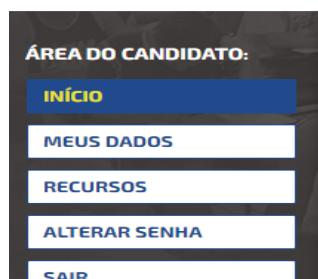 ÁREA DO CANDIDATO:
INÍCIO
MEUS DADOS
RECURSOS
ALTERAR SENHA
SAIR